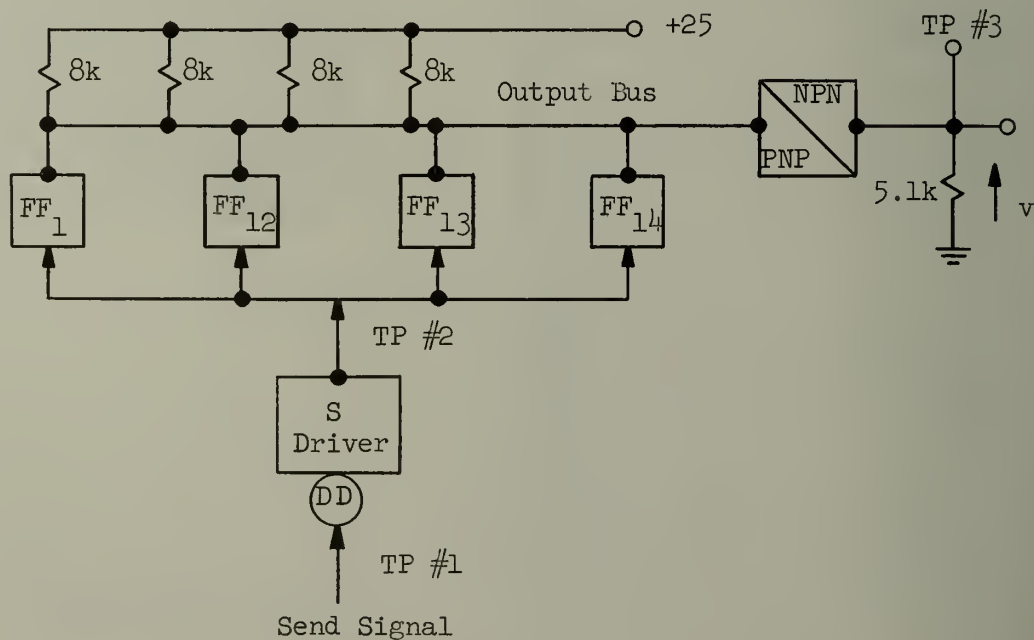 +25
TP #3
8k
8k
8k
8k
Output Bus
NPN
PNP
5.1k
v
FF1
FF12
FF13
FF14
TP #2
S
Driver
DD
TP #1
Send Signal